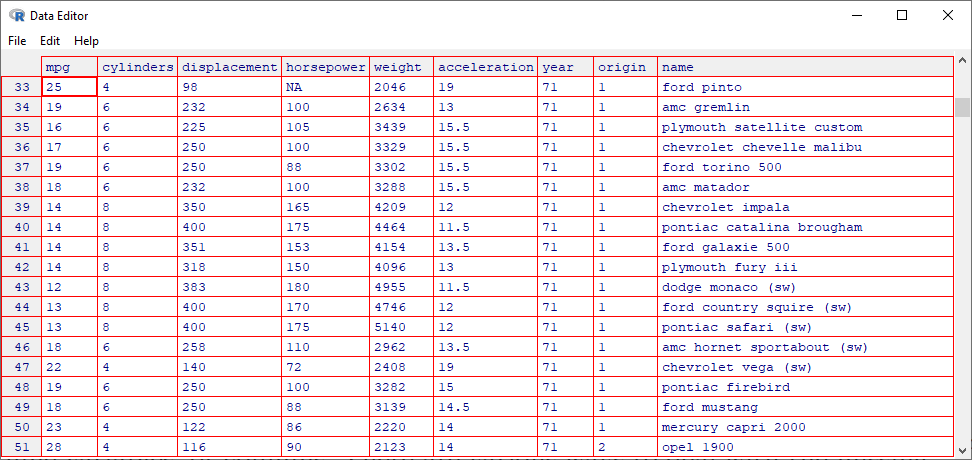 Data Editor
File Edit Help
mpg cylinders displacement horsepower weight acceleration year origin name
33 25 4 98 NA 2046 19 71 1 ford pinto
34 19 6 232 100 2634 13 71 1 amc gremlin
35 16 6 225 105 3439 15.5 71 1 plymouth satellite custom
36 17 6 250 100 3329 15.5 71 1 chevrolet chevelle malibu
37 19 6 250 88 3302 15.5 71 1 ford torino 500
38 18 6 232 100 3288 15.5 71 1 amc matador
39 14 8 350 165 4209 12 71 1 chevrolet impala
40 14 8 400 175 4464 11.5 71 1 pontiac catalina brougham
41 14 8 351 153 4154 13.5 71 1 ford galaxie 500
42 14 8 318 150 4096 13 71 1 plymouth fury iii
43 12 8 383 180 4955 11.5 71 1 dodge monaco (sw)
44 13 8 400 170 4746 12 71 1 ford country squire (sw)
45 13 8 400 175 5140 12 71 1 pontiac safari (sw)
46 18 6 258 110 2962 13.5 71 1 amc hornet sportabout (sw)
47 22 4 140 72 2408 19 71 1 chevrolet vega (sw)
48 19 6 250 100 3282 15 71 1 pontiac firebird
49 18 6 250 88 3139 14.5 71 1 ford mustang
50 23 4 122 86 2220 14 71 1 mercury capri 2000
51 28 4 116 90 2123 14 71 2 opel 1900